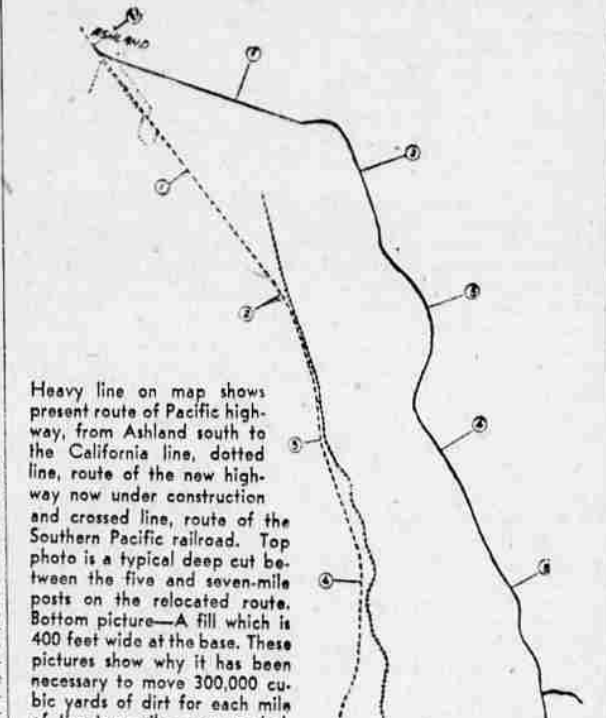 ASHLAND
1
2
3
4
Heavy line on map shows
present route of Pacific high-
way, from Ashland south to
the California line, dotted
line, route of the new high-
way now under construction
and crossed line, route of the
Southern Pacific railroad. Top
photo is a typical deep cut be-
tween the five and seven-mile
posts on the relocated route.
Bottom picture—A fill which is
400 feet wide at the base. These
pictures show why it has been
necessary to move 300,000 cu-
bic yards of dirt for each mile